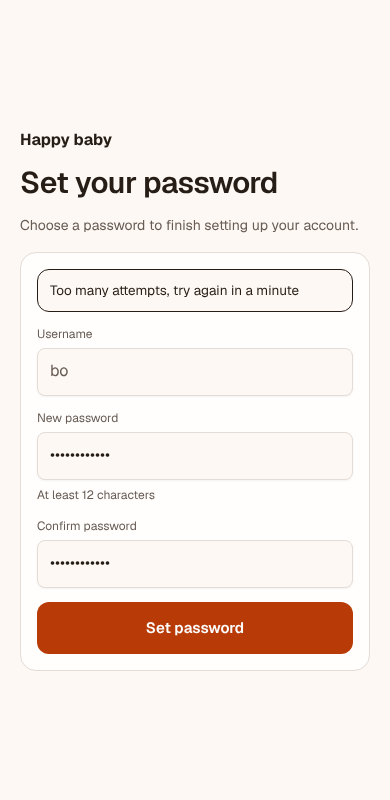 Happy baby
Set your password
Choose a password to finish setting up your account.
Too many attempts, try again in a minute
Username
bo
New password
••••••••••••
At least 12 characters
Confirm password
••••••••••••
Set password